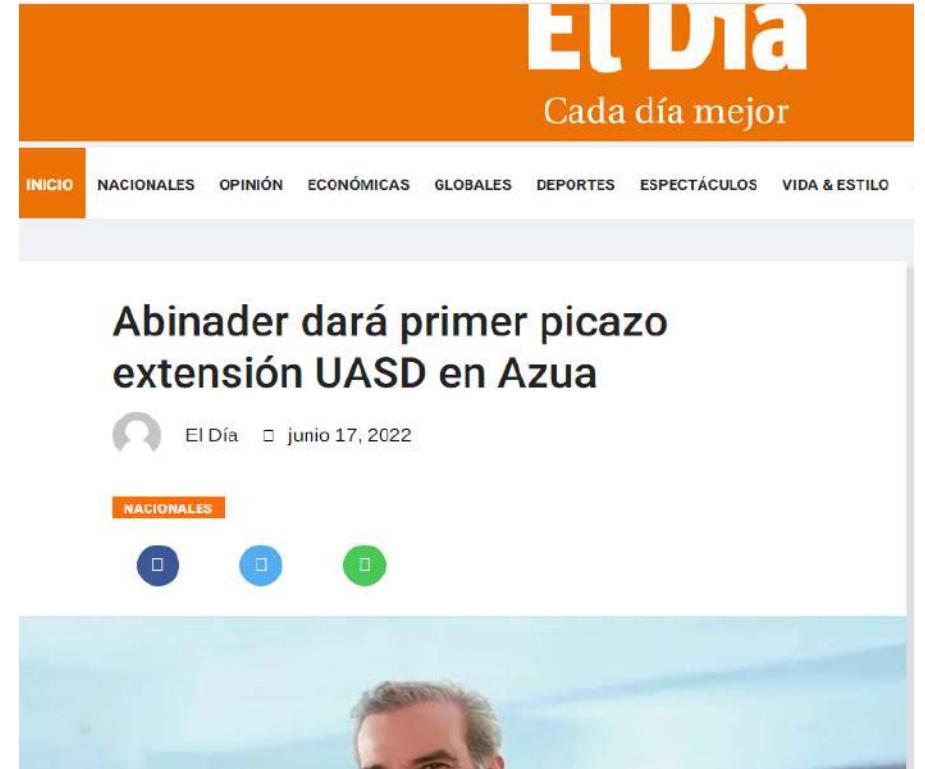 El Día
Cada día mejor
INICIO NACIONALES OPINIÓN ECONÓMICAS GLOBALES DEPORTES ESPECTÁCULOS VIDA & ESTILO
Abinader dará primer picazo
extensión UASD en Azua
El Día junio 17, 2022
NACIONALES